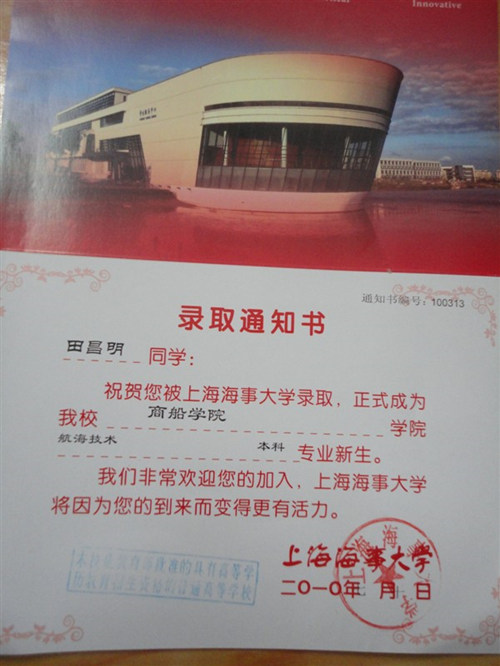 Innovative
通知书编号：100313
录取通知书
田昌明 同学：
祝贺您被上海海事大学录取，正式成为
我校 商船学院 学院
航海技术 本科 专业新生。
我们非常欢迎您的加入，上海海事大学
将因为您的到来而变得更有活力。
上海海事大学
二〇一〇年 月 日